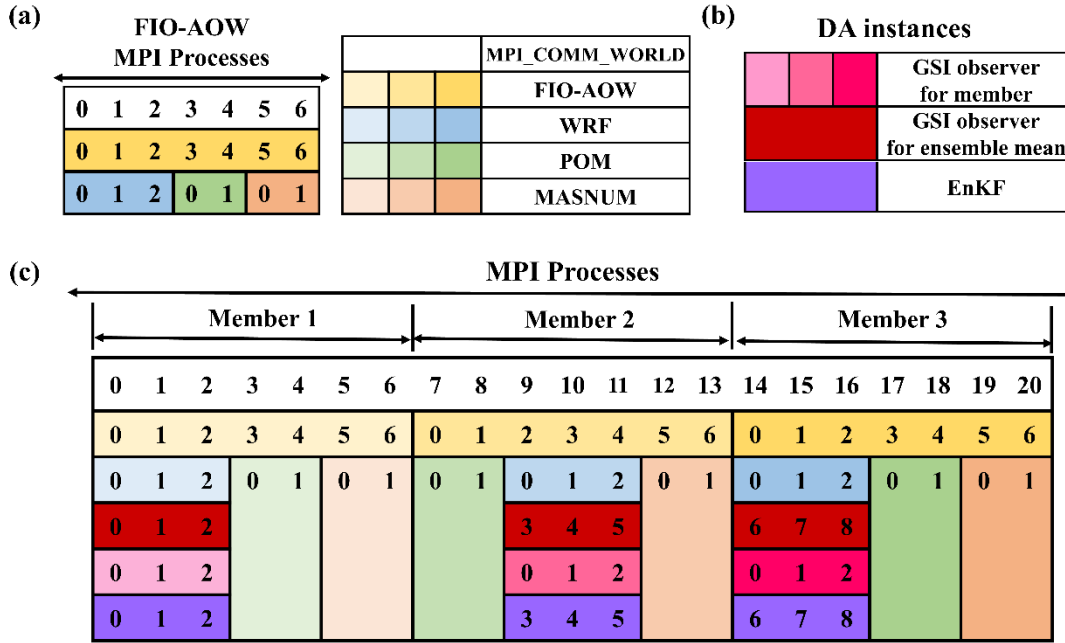 (a)
FIO-AOW
MPI Processes
0 1 2 3 4 5 6
0 1 2 3 4 5 6
0 1 2 0 1 0 1
MPI_COMM_WORLD
FIO-AOW
WRF
POM
MASNUM
(b)
DA instances
GSI observer
for member
GSI observer
for ensemble mean
EnKF
(c)
MPI Processes
Member 1 Member 2 Member 3
0 1 2 3 4 5 6 7 8 9 10 11 12 13 14 15 16 17 18 19 20
0 1 2 3 4 5 6 0 1 2 3 4 5 6 0 1 2 3 4 5 6
0 1 2 0 1 0 1 0 1 0 1 2 0 1 0 1 2 0 1 0 1
0 1 2 3 4 5 6 7 8
0 1 2 0 1 2 0 1 2
0 1 2 3 4 5 6 7 8